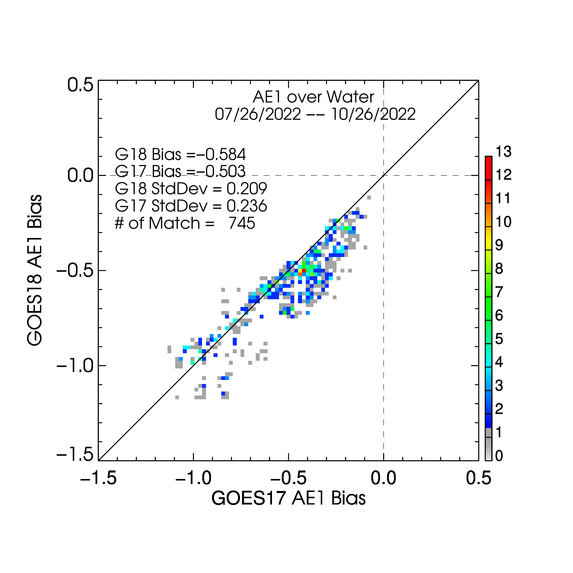 AE1 over Water
07/26/2022 −− 10/26/2022
G18 Bias =−0.584
G17 Bias =−0.503
G18 StdDev = 0.209
G17 StdDev = 0.236
# of Match = 745
GOES18 AE1 Bias
0.5
0.0
−0.5
−1.0
−1.5
−1.5 −1.0 −0.5 0.0 0.5
GOES17 AE1 Bias
13
12
11
10
9
8
7
6
5
4
3
2
1
0